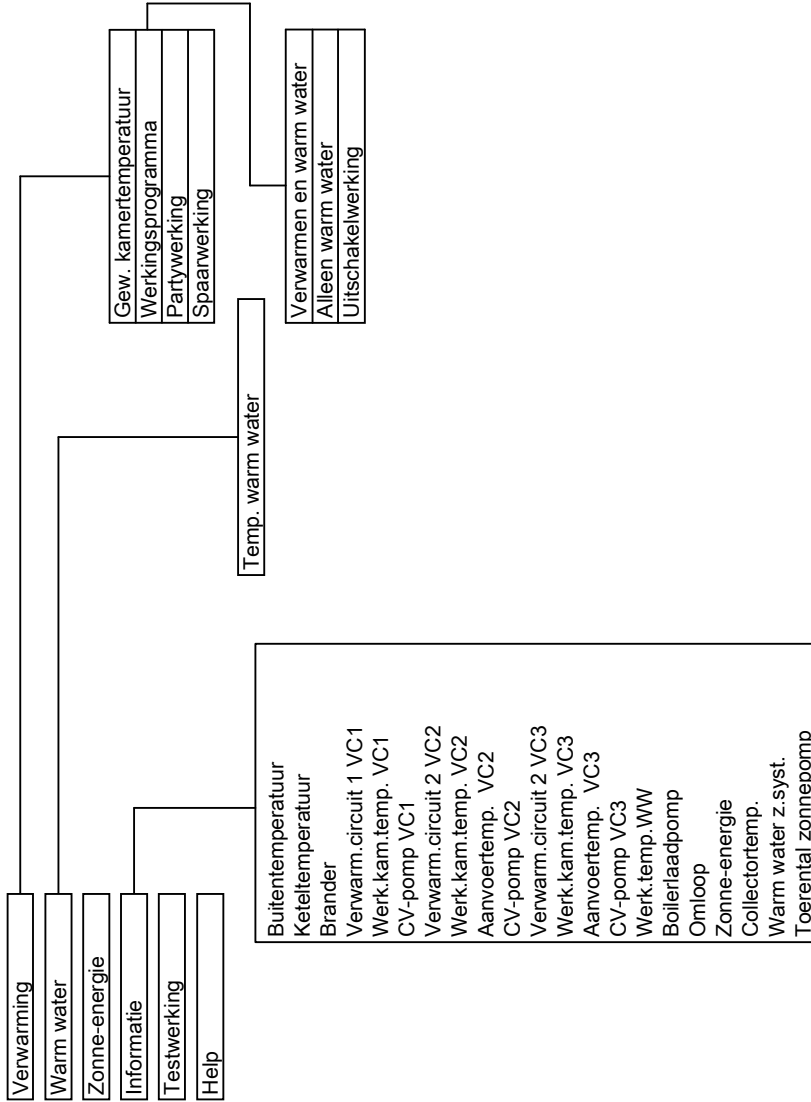 Verwarming
Warm water
Zonne-energie
Informatie
Testwerking
Help
Gew. kamertemperatuur
Werkingsprogramma
Partywerking
Spaarwerking
Verwarmen en warm water
Alleen warm water
Uitschakelwerking
Temp. warm water
Buitentemperatuur
Keteltemperatuur
Brander
Verwarm.circuit 1 VC1
Werk.kam.temp. VC1
CV-pomp VC1
Verwarm.circuit 2 VC2
Werk.kam.temp. VC2
Aanvoertemp. VC2
CV-pomp VC2
Verwarm.circuit 2 VC3
Werk.kam.temp. VC3
Aanvoertemp. VC3
CV-pomp VC3
Werk.temp.WW
Boilerlaadpomp
Omloop
Zonne-energie
Collectortemp.
Warm water z.syst.
Toerental zonnepomp